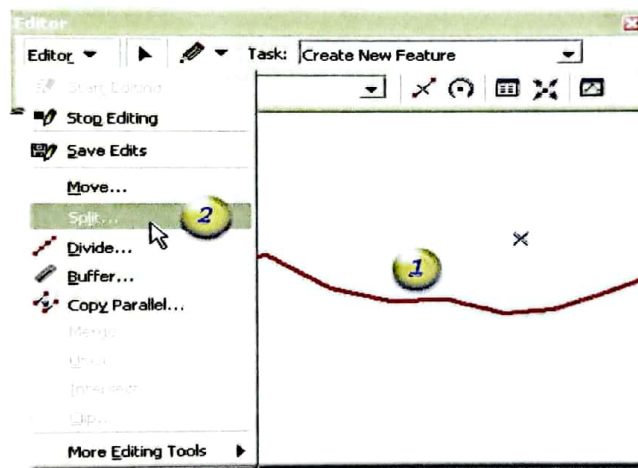 Editor
Editor Task: Create New Feature
Start Editing
Stop Editing
Save Edits
Move...
Split...
2
Divide...
1
Buffer...
Copy Parallel...
Merge
Union
Intersect
Clip...
More Editing Tools